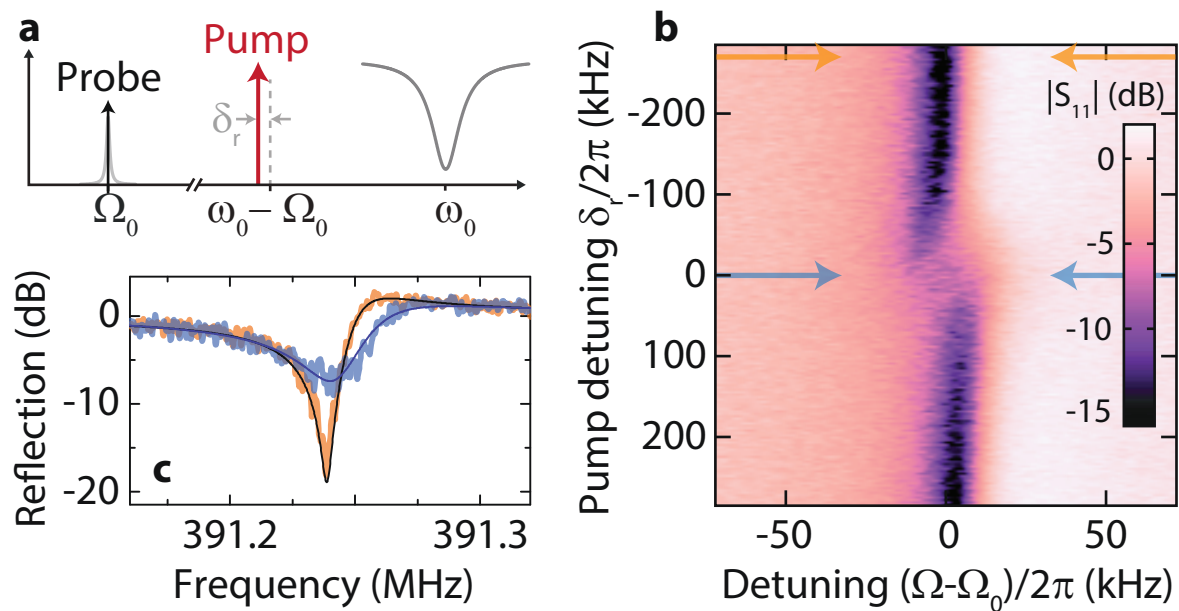 a
Pump
Probe
δr
Ω0
ω0 – Ω0
ω0
b
Pump detuning δr/2π (kHz)
-200
-100
0
100
200
|S11| (dB)
0
-5
-10
-15
-50
0
50
Detuning (Ω-Ω0)/2π (kHz)
Reflection (dB)
0
-10
-20
c
391.2
391.3
Frequency (MHz)